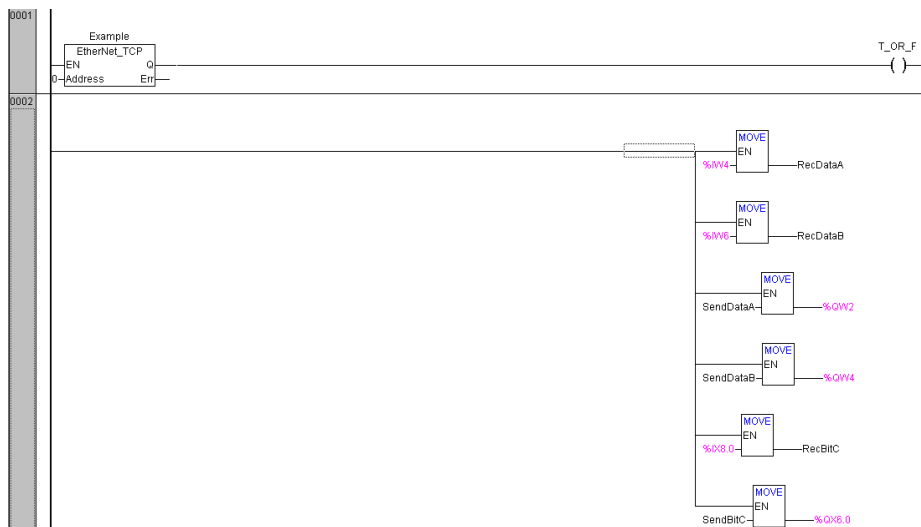 0001
Example
EtherNet_TCP
T_OR_F
EN Q
0 Address Err
( )
0002
MOVE
EN
%IW4 RecDataA
MOVE
EN
%IW6 RecDataB
MOVE
EN
SendDataA %QW2
MOVE
EN
SendDataB %QW4
MOVE
EN
%IX8.0 RecBitC
MOVE
EN
SendBitC %QX6.0